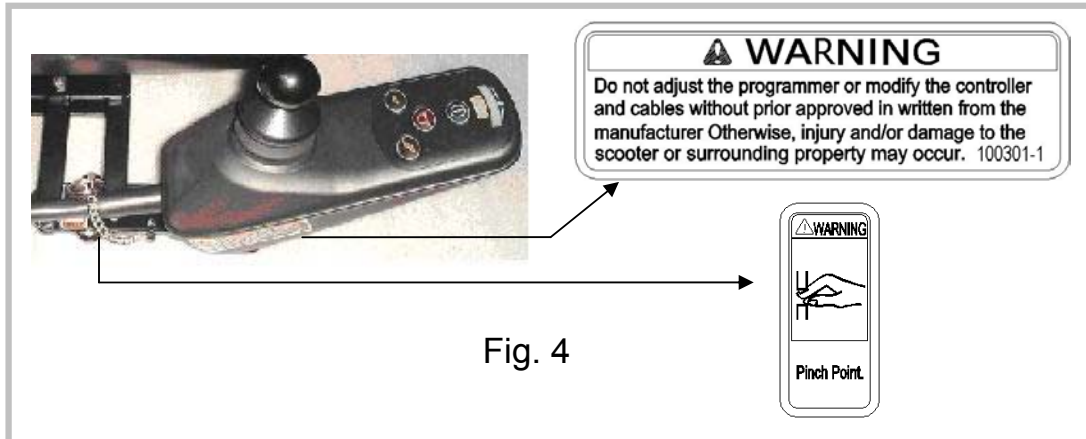 WARNING
Do not adjust the programmer or modify the controller
and cables without prior approved in written from the
manufacturer Otherwise, injury and/or damage to the
scooter or surrounding property may occur. 100301-1
WARNING
Pinch Point.
Fig. 4